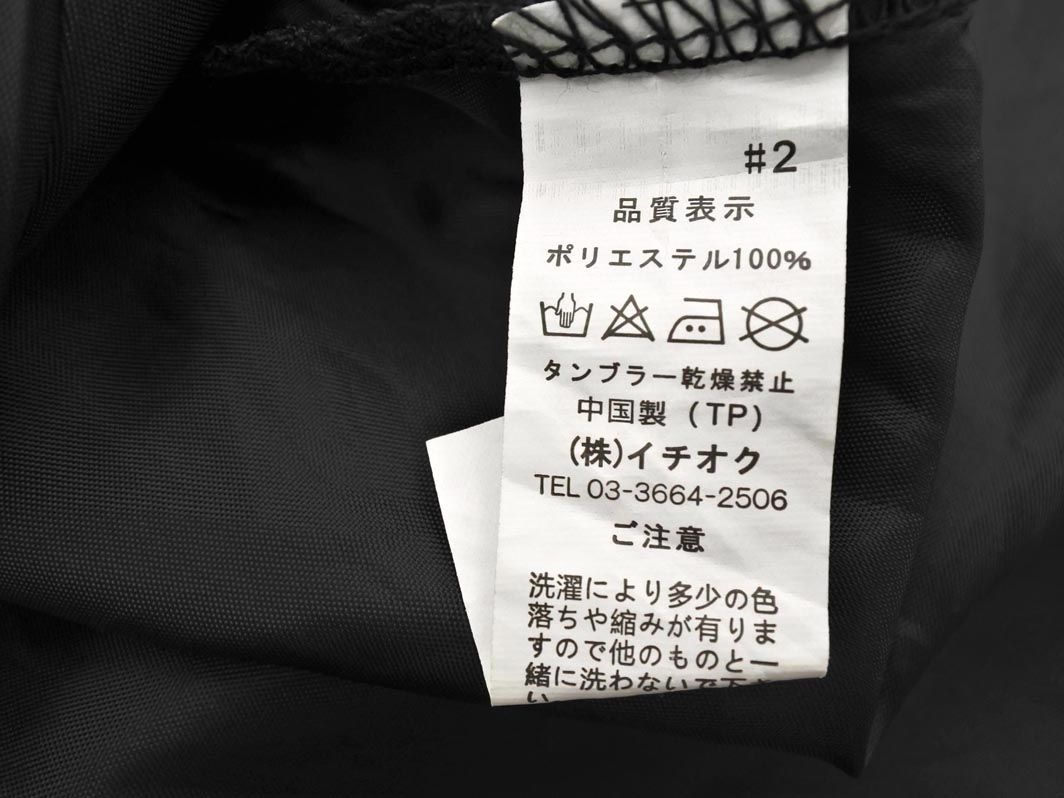 #2
品質表示
ポリエステル100%
タンブラー乾燥禁止
中国製 (TP)
(株)イチオク
TEL 03-3664-2506
ご注意
洗濯により多少の色
落ちや縮みが有りま
すので他のものと一
緒に洗わないで下さ
い